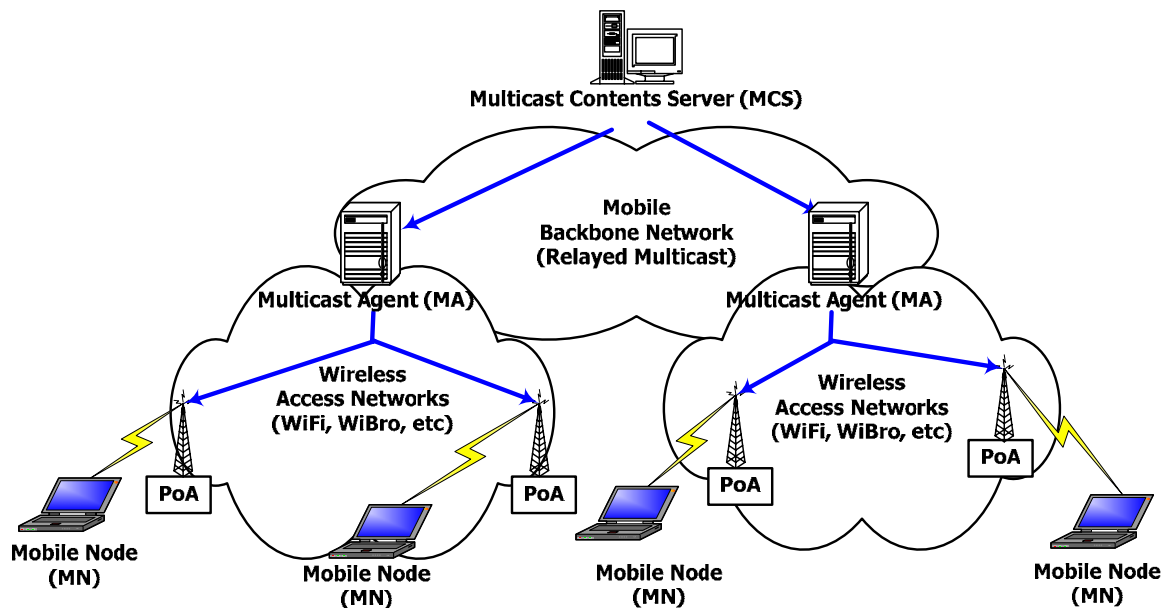 Multicast Contents Server (MCS)
Mobile
Backbone Network
(Relayed Multicast)
Multicast Agent (MA)
Multicast Agent (MA)
Wireless
Access Networks
(WiFi, WiBro, etc)
Wireless
Access Networks
(WiFi, WiBro, etc)
PoA
PoA
PoA
PoA
Mobile Node
(MN)
Mobile Node
(MN)
Mobile Node
(MN)
Mobile Node
(MN)